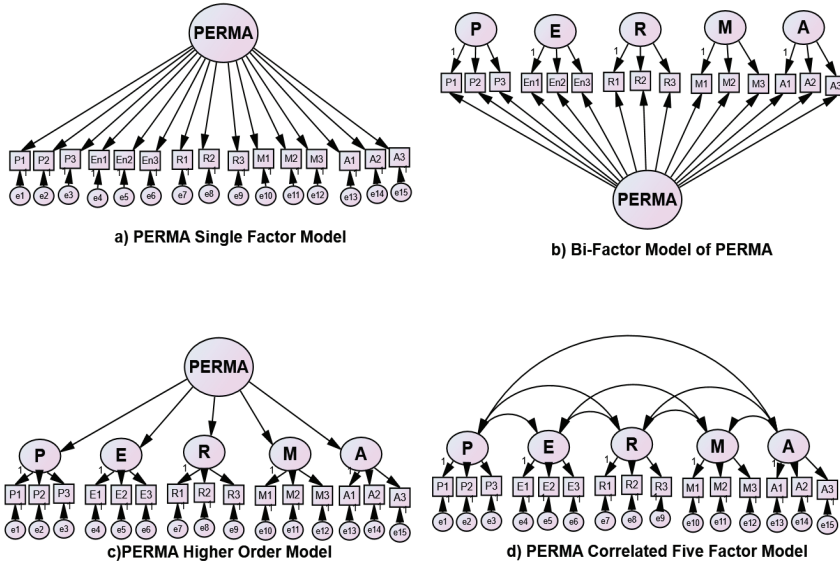 PERMA
P1 P2 P3 En1 En2 En3 R1 R2 R3 M1 M2 M3 A1 A2 A3
e1 e2 e3 e4 e5 e6 e7 e8 e9 e10 e11 e12 e13 e14 e15
a) PERMA Single Factor Model
P E R M A
1 1 1 1 1
P1 P2 P3 En1 En2 En3 R1 R2 R3 M1 M2 M3 A1 A2 A3
PERMA
b) Bi-Factor Model of PERMA
PERMA
P E R M A
1 1 1 1 1
P1 P2 P3 E1 E2 E3 R1 R2 R3 M1 M2 M3 A1 A2 A3
e1 e2 e3 e4 e5 e6 e7 e8 e9 e10 e11 e12 e13 e14 e15
c)PERMA Higher Order Model
P E R M A
1 1 1 1 1
P1 P2 P3 E1 E2 E3 R1 R2 R3 M1 M2 M3 A1 A2 A3
e1 e2 e3 e4 e5 e6 e7 e8 e9 e10 e11 e12 e13 e14 e15
d) PERMA Correlated Five Factor Model